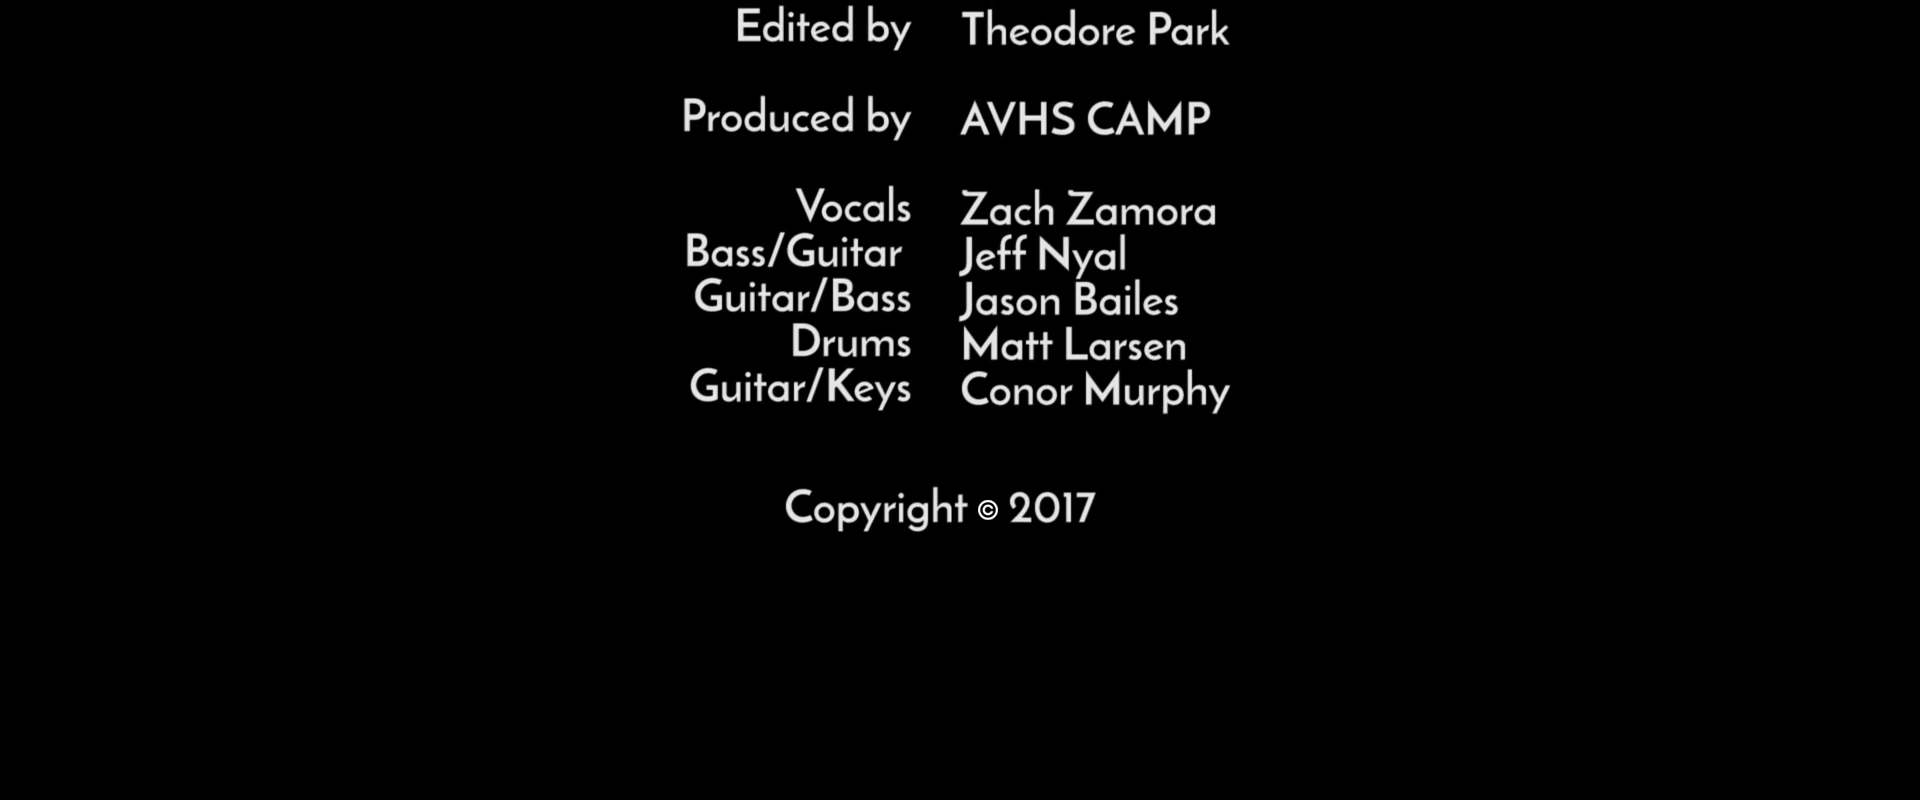 Edited by Theodore Park
Produced by AVHS CAMP
Vocals Zach Zamora
Bass/Guitar Jeff Nyal
Guitar/Bass Jason Bailes
Drums Matt Larsen
Guitar/Keys Conor Murphy
Copyright © 2017